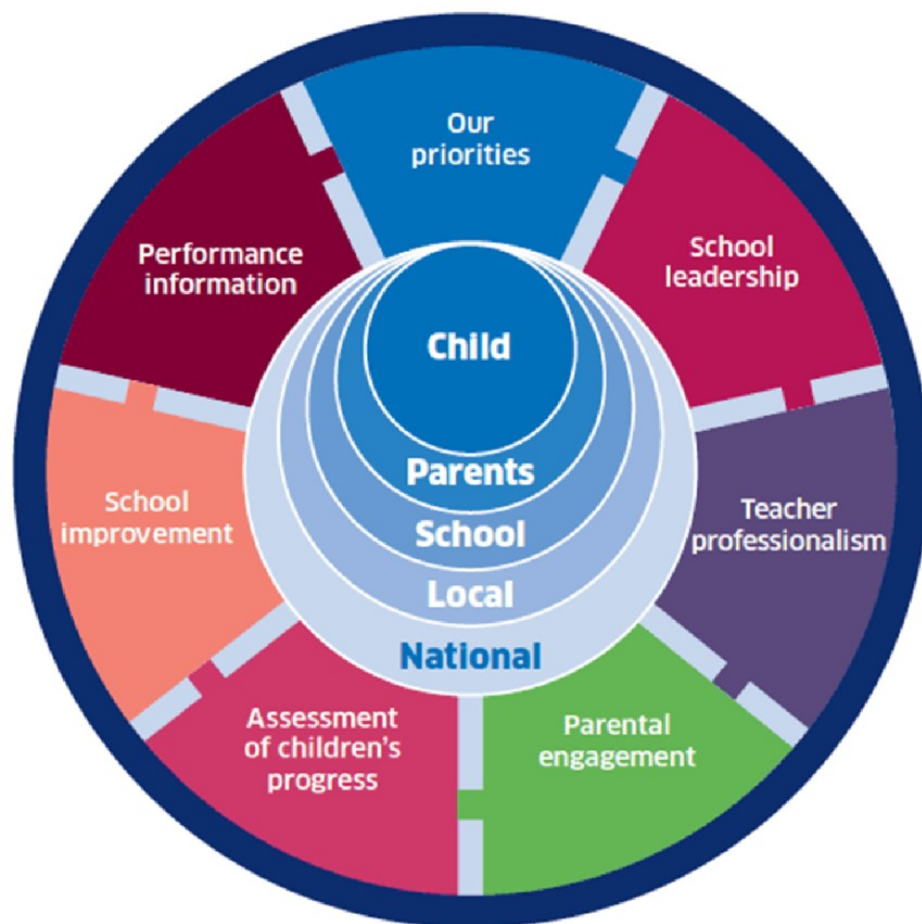 Our
priorities
School
leadership
Teacher
professionalism
Parental
engagement
Assessment
of children's
progress
School
improvement
Performance
information
Child
Parents
School
Local
National